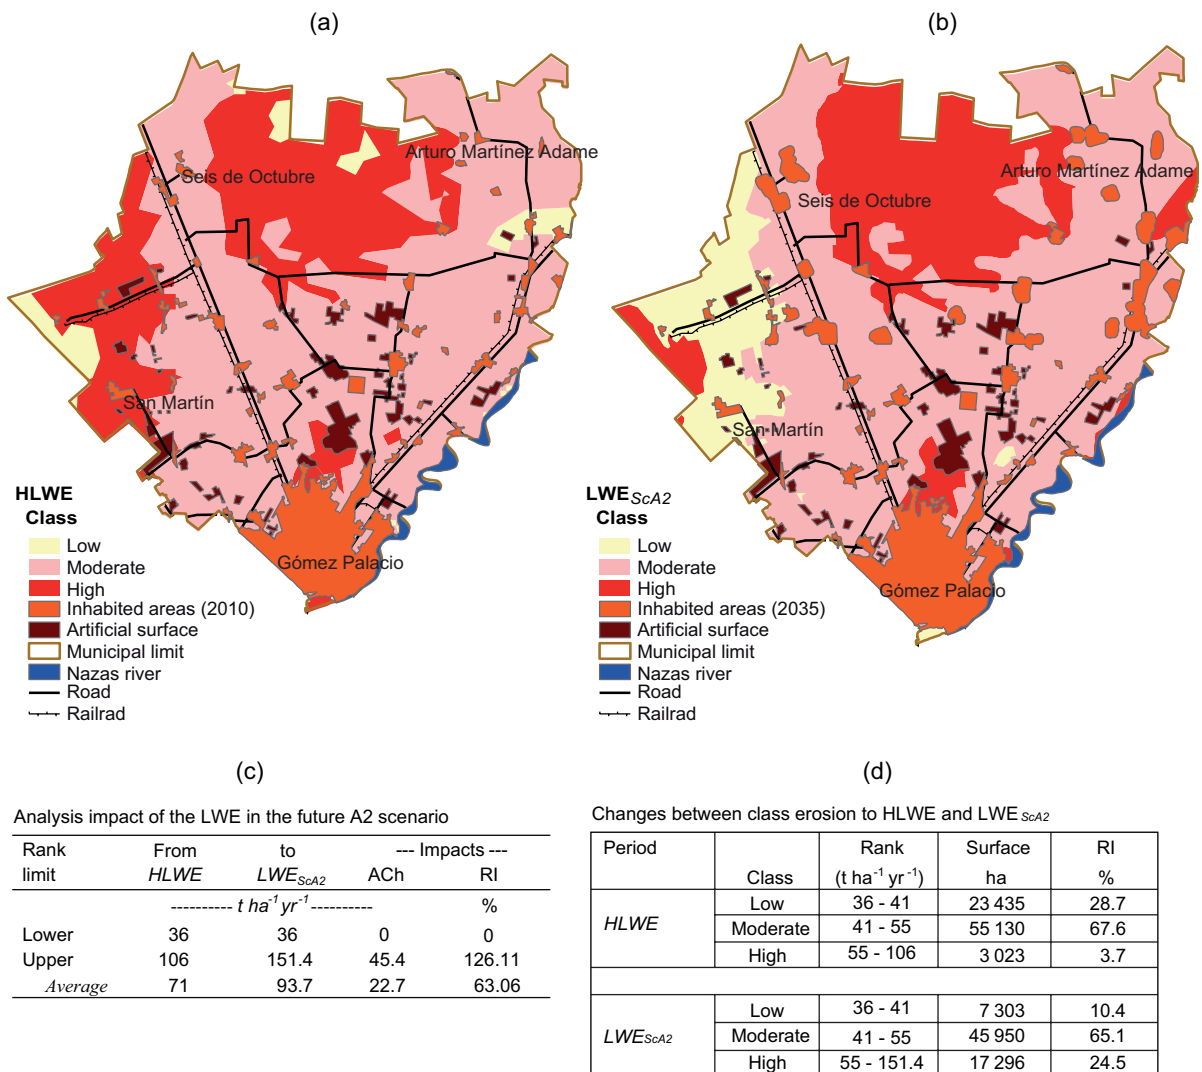 (a)
Seis de Octubre
Arturo Martínez Adame
San Martín
Gómez Palacio
HLWE
Class
Low
Moderate
High
Inhabited areas (2010)
Artificial surface
Municipal limit
Nazas river
Road
Railrad
(b)
Arturo Martínez Adame
Seis de Octubre
San Martín
Gómez Palacio
LWE ScA2
Class
Low
Moderate
High
Inhabited areas (2035)
Artificial surface
Municipal limit
Nazas river
Road
Railrad
(c)
Analysis impact of the LWE in the future A2 scenario
Rank From to --- Impacts ---
limit HLWE LWE ScA2 ACh RI
---------- t ha-1 yr-1 ---------- %
Lower 36 36 0 0
Upper 106 151.4 45.4 126.11
Average 71 93.7 22.7 63.06
(d)
Changes between class erosion to HLWE and LWE ScA2
Period Rank Surface RI
Class (t ha-1 yr-1) ha %
HLWE
Low 36 - 41 23 435 28.7
Moderate 41 - 55 55 130 67.6
High 55 - 106 3 023 3.7
LWE ScA2
Low 36 - 41 7 303 10.4
Moderate 41 - 55 45 950 65.1
High 55 - 151.4 17 296 24.5